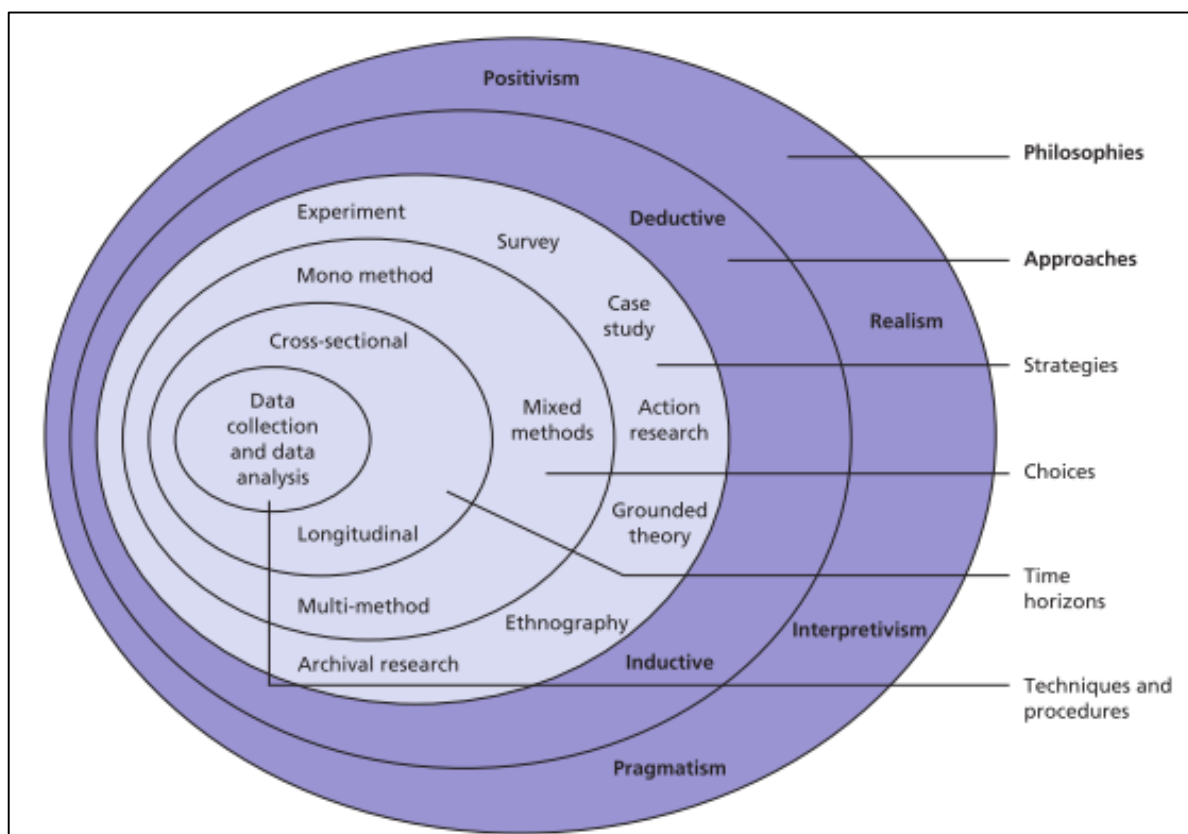 Positivism
Philosophies
Experiment
Deductive
Survey
Approaches
Mono method
Case
study
Realism
Cross-sectional
Strategies
Data
collection
and data
analysis
Mixed
methods
Action
research
Choices
Longitudinal
Grounded
theory
Time
horizons
Multi-method
Ethnography
Interpretivism
Archival research
Inductive
Techniques and
procedures
Pragmatism